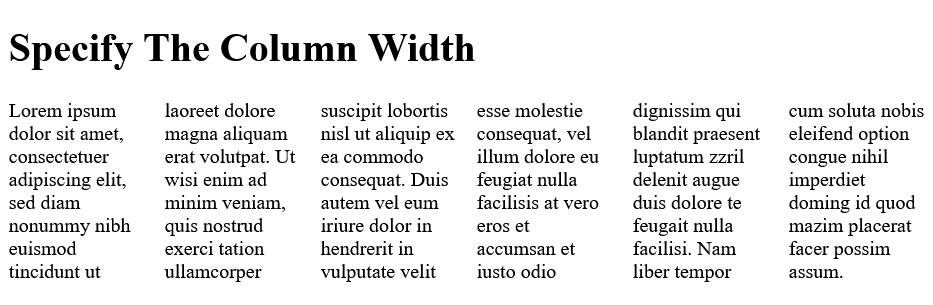 Specify The Column Width
Lorem ipsum
dolor sit amet,
consectetuer
adipiscing elit,
sed diam
nonummy nibh
euismod
tincidunt ut
laoreet dolore
magna aliquam
erat volutpat. Ut
wisi enim ad
minim veniam,
quis nostrud
exerci tation
ullamcorper
suscipit lobortis
nisl ut aliquip ex
ea commodo
consequat. Duis
autem vel eum
iriure dolor in
hendrerit in
vulputate velit
esse molestie
consequat, vel
illum dolore eu
feugiat nulla
facilisis at vero
eros et
accumsan et
iusto odio
dignissim qui
blandit praesent
luptatum zzril
delenit augue
duis dolore te
feugait nulla
facilisi. Nam
liber tempor
cum soluta nobis
eleifend option
congue nihil
imperdiet
doming id quod
mazim placerat
facer possim
assum.